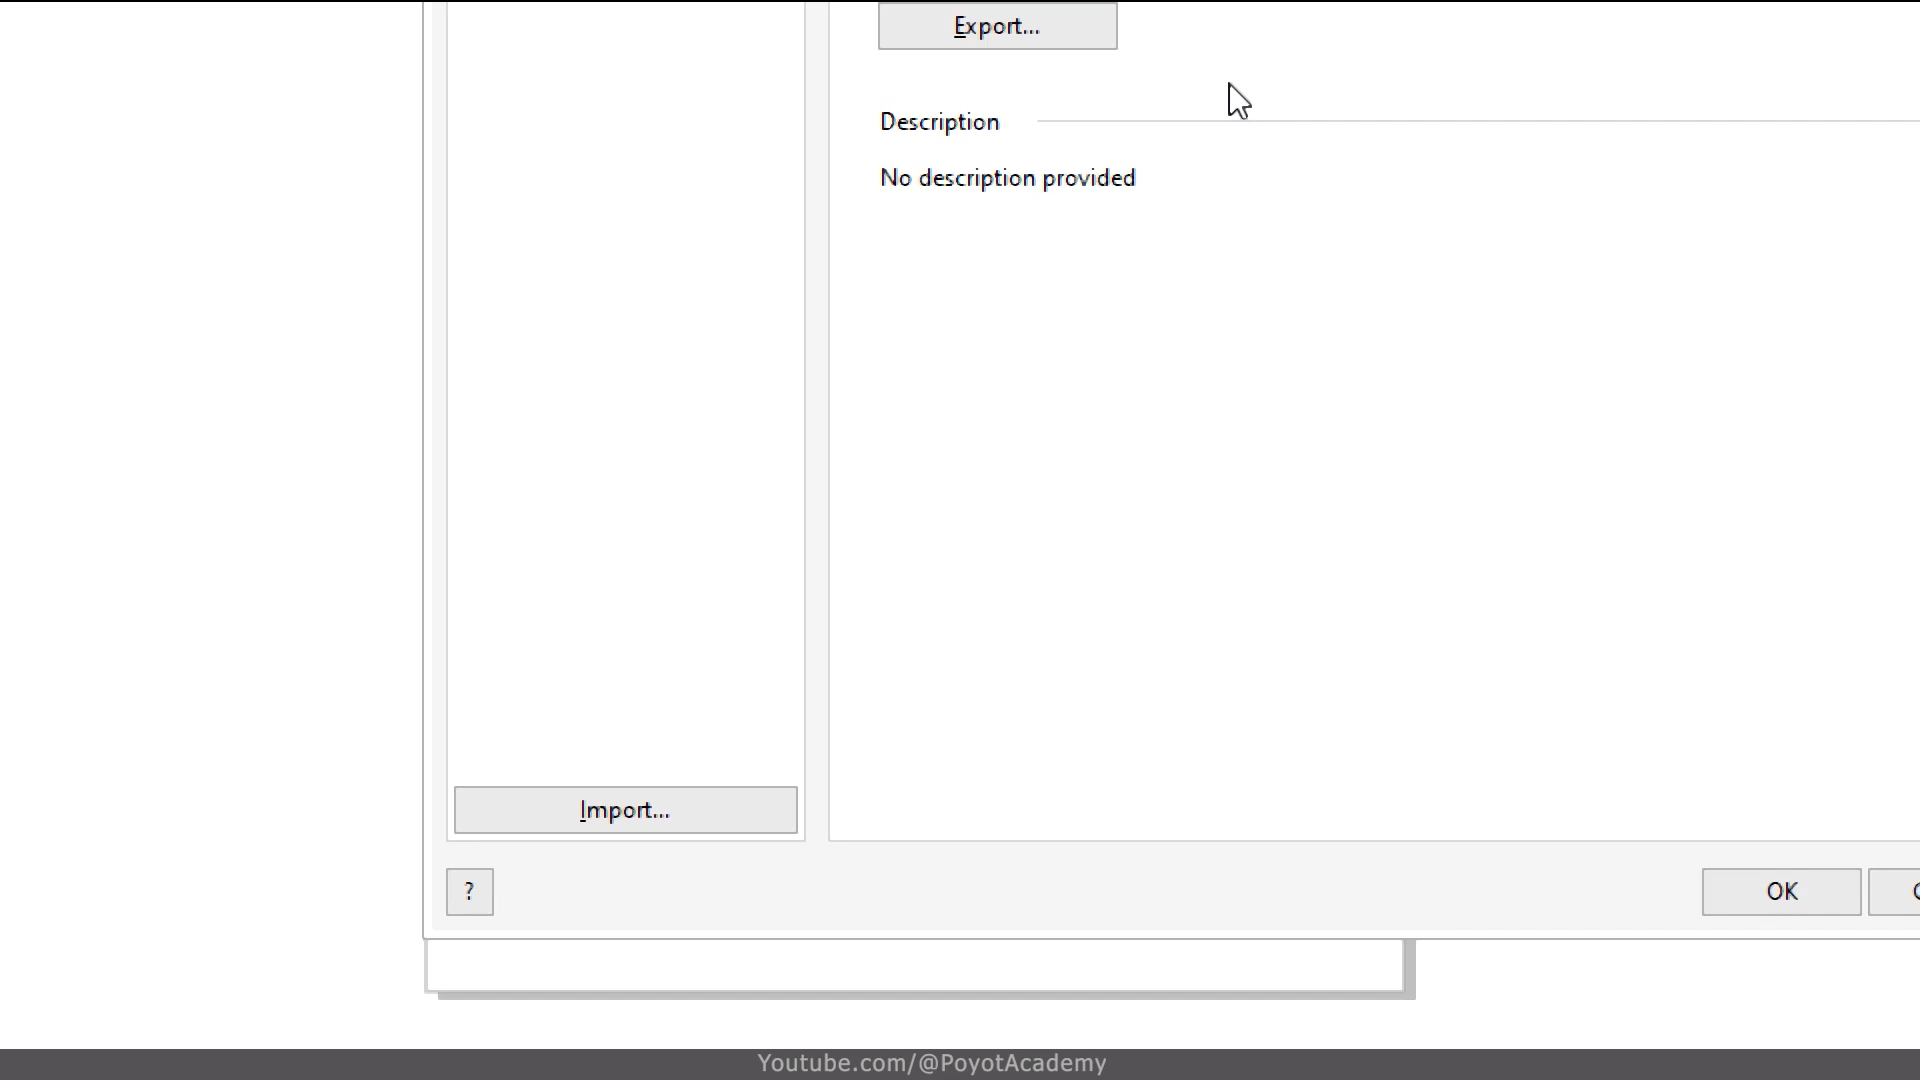 Export...
Description
No description provided
Import...
?
OK
Youtube.com/@PoyotAcademy